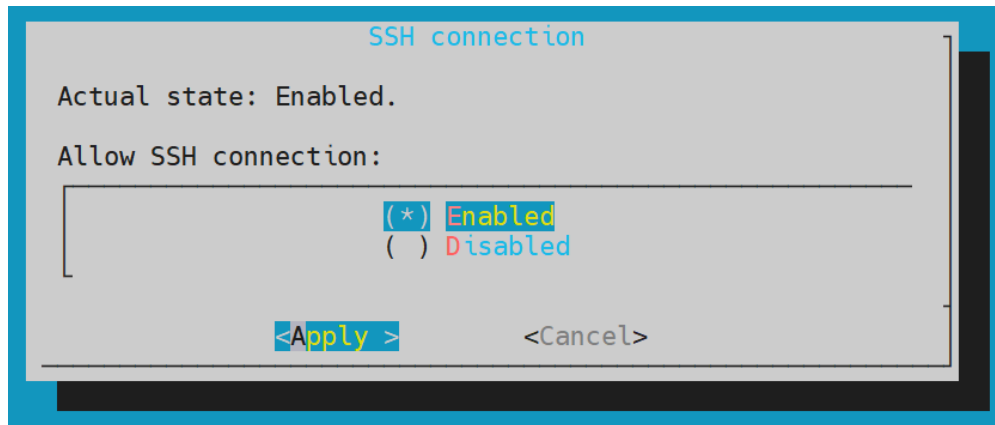 SSH connection
Actual state: Enabled.
Allow SSH connection:
(*) Enabled
( ) Disabled
<Apply > <Cancel>